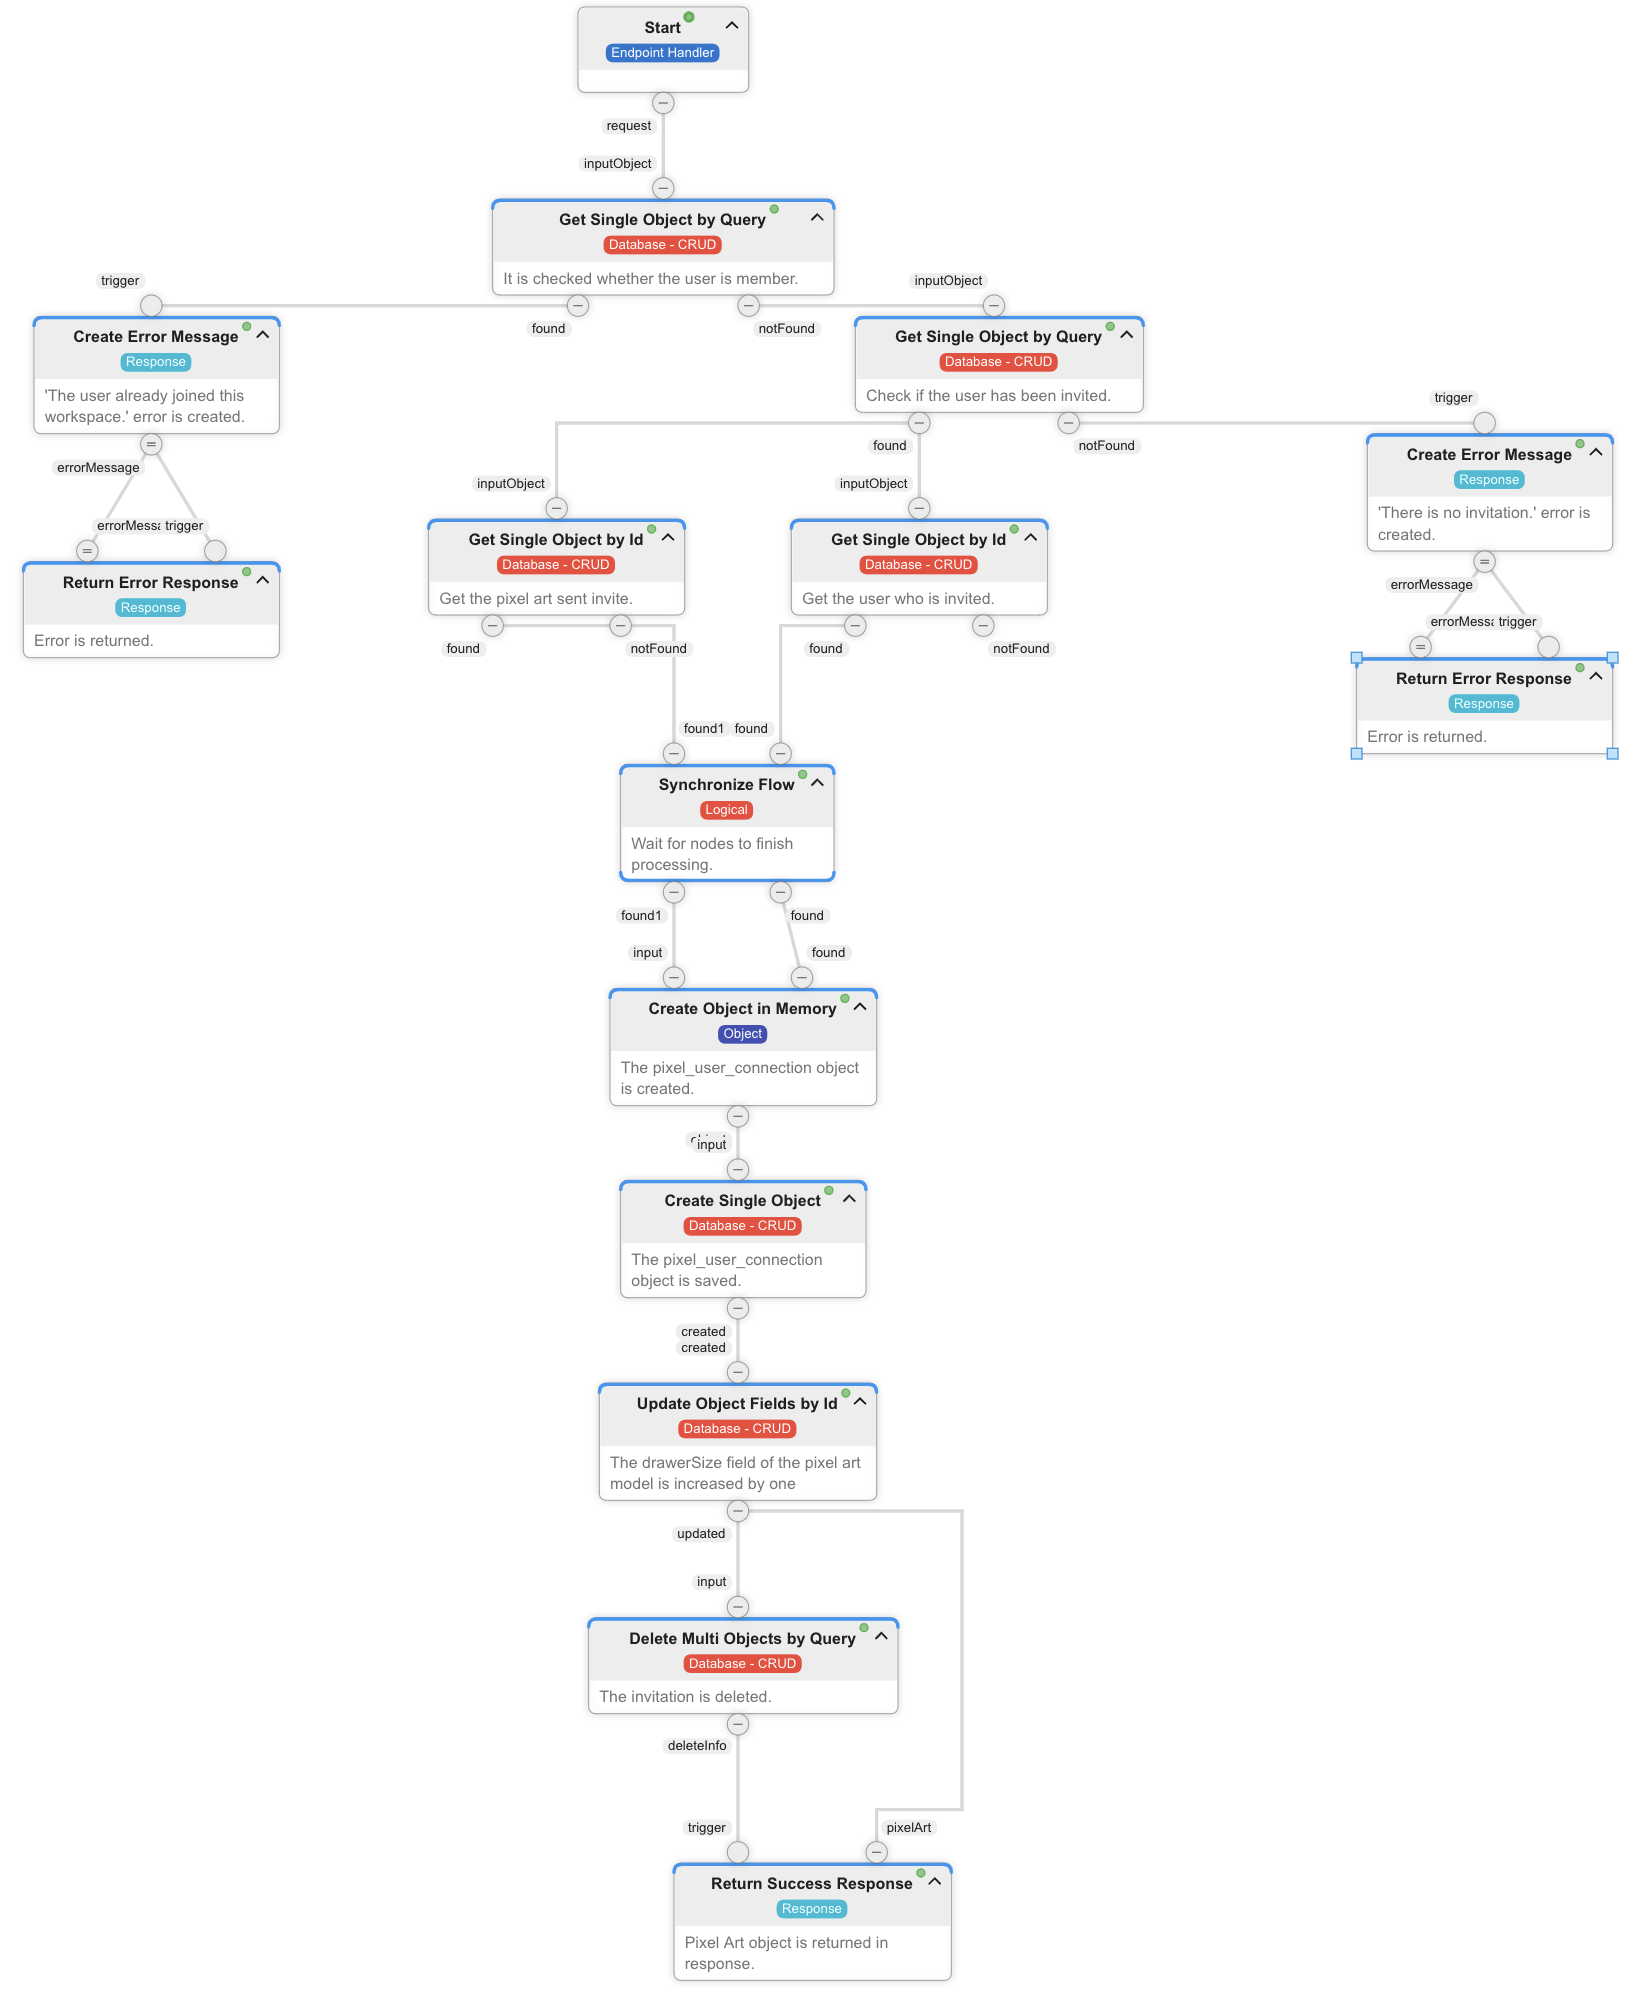 Start
Endpoint Handler
request
inputObject
Get Single Object by Query
Database - CRUD
It is checked whether the user is member.
trigger
found
notFound
inputObject
Create Error Message
Response
'The user already joined this
workspace.' error is created.
errorMessage
trigger
Return Error Response
Response
Error is returned.
Get Single Object by Query
Database - CRUD
Check if the user has been invited.
found
notFound
trigger
Create Error Message
Response
'There is no invitation.' error is
created.
errorMessage
trigger
Return Error Response
Response
Error is returned.
inputObject
inputObject
Get Single Object by Id
Database - CRUD
Get the pixel art sent invite.
found
notFound
Get Single Object by Id
Database - CRUD
Get the user who is invited.
found
notFound
found1
found
Synchronize Flow
Logical
Wait for nodes to finish
processing.
found1
found
input
found
Create Object in Memory
Object
The pixel_user_connection object
is created.
input
Create Single Object
Database - CRUD
The pixel_user_connection
object is saved.
created
created
Update Object Fields by Id
Database - CRUD
The drawerSize field of the pixel art
model is increased by one
updated
input
Delete Multi Objects by Query
Database - CRUD
The invitation is deleted.
deleteInfo
trigger
pixelArt
Return Success Response
Response
Pixel Art object is returned in
response.